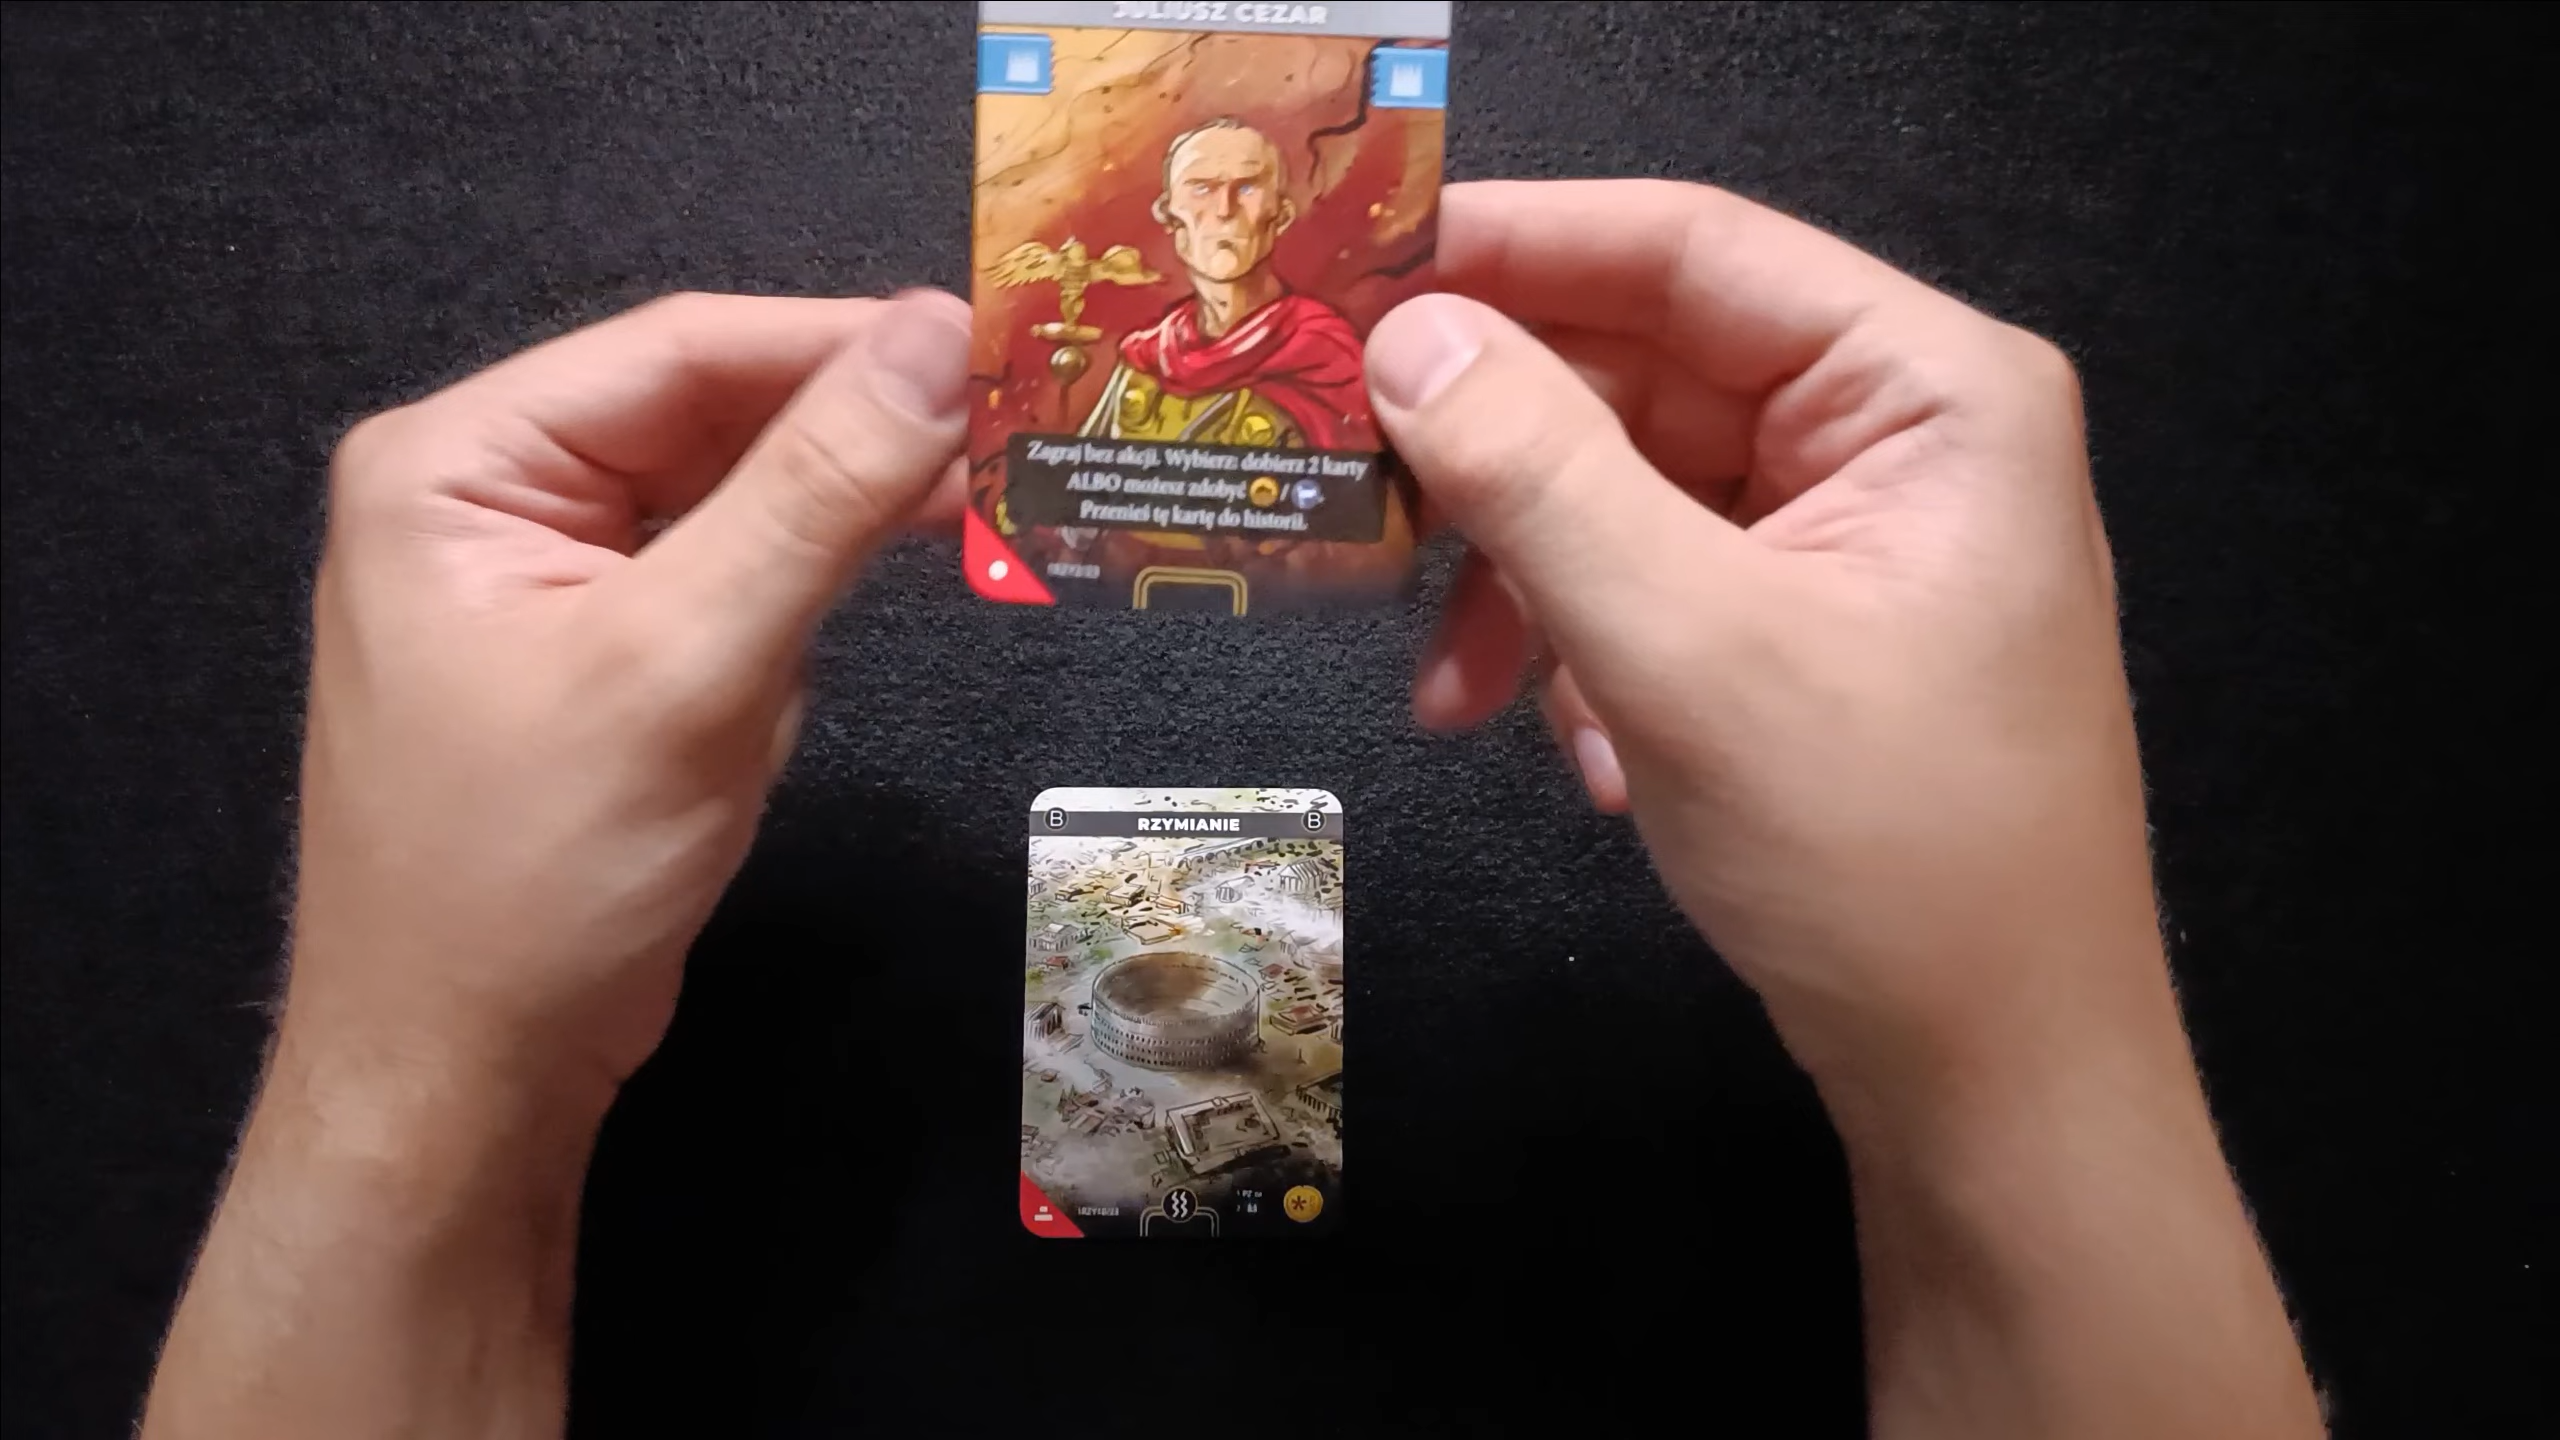 JULIUSZ CEZAR
Zagraj bez akcji. Wybierz: dobierz 2 karty
ALBO możesz zdobyć /
Przenieś tę kartę do historii.
B RZYMIANIE B